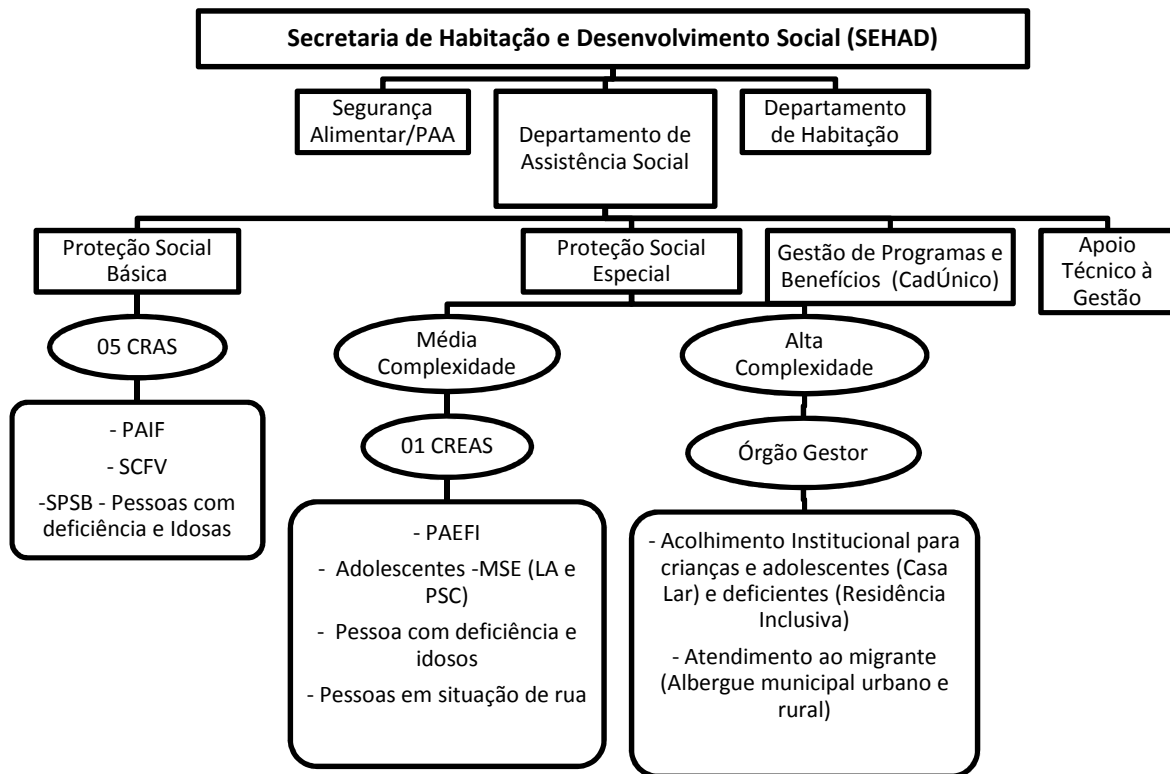 Secretaria de Habitação e Desenvolvimento Social (SEHAD)
Segurança
Alimentar/PAA
Departamento de
Assistência Social
Departamento
de Habitação
Proteção Social
Básica
Proteção Social
Especial
Gestão de Programas e
Benefícios (CadÚnico)
Apoio
Técnico à
Gestão
05 CRAS
Média
Complexidade
Alta
Complexidade
- PAIF
- SCFV
-SPSB - Pessoas com
deficiência e Idosas
01 CREAS
Órgão Gestor
- PAEFI
- Adolescentes -MSE (LA e
PSC)
- Pessoa com deficiência e
idosos
- Pessoas em situação de rua
- Acolhimento Institucional para
crianças e adolescentes (Casa
Lar) e deficientes (Residência
Inclusiva)
- Atendimento ao migrante
(Albergue municipal urbano e
rural)